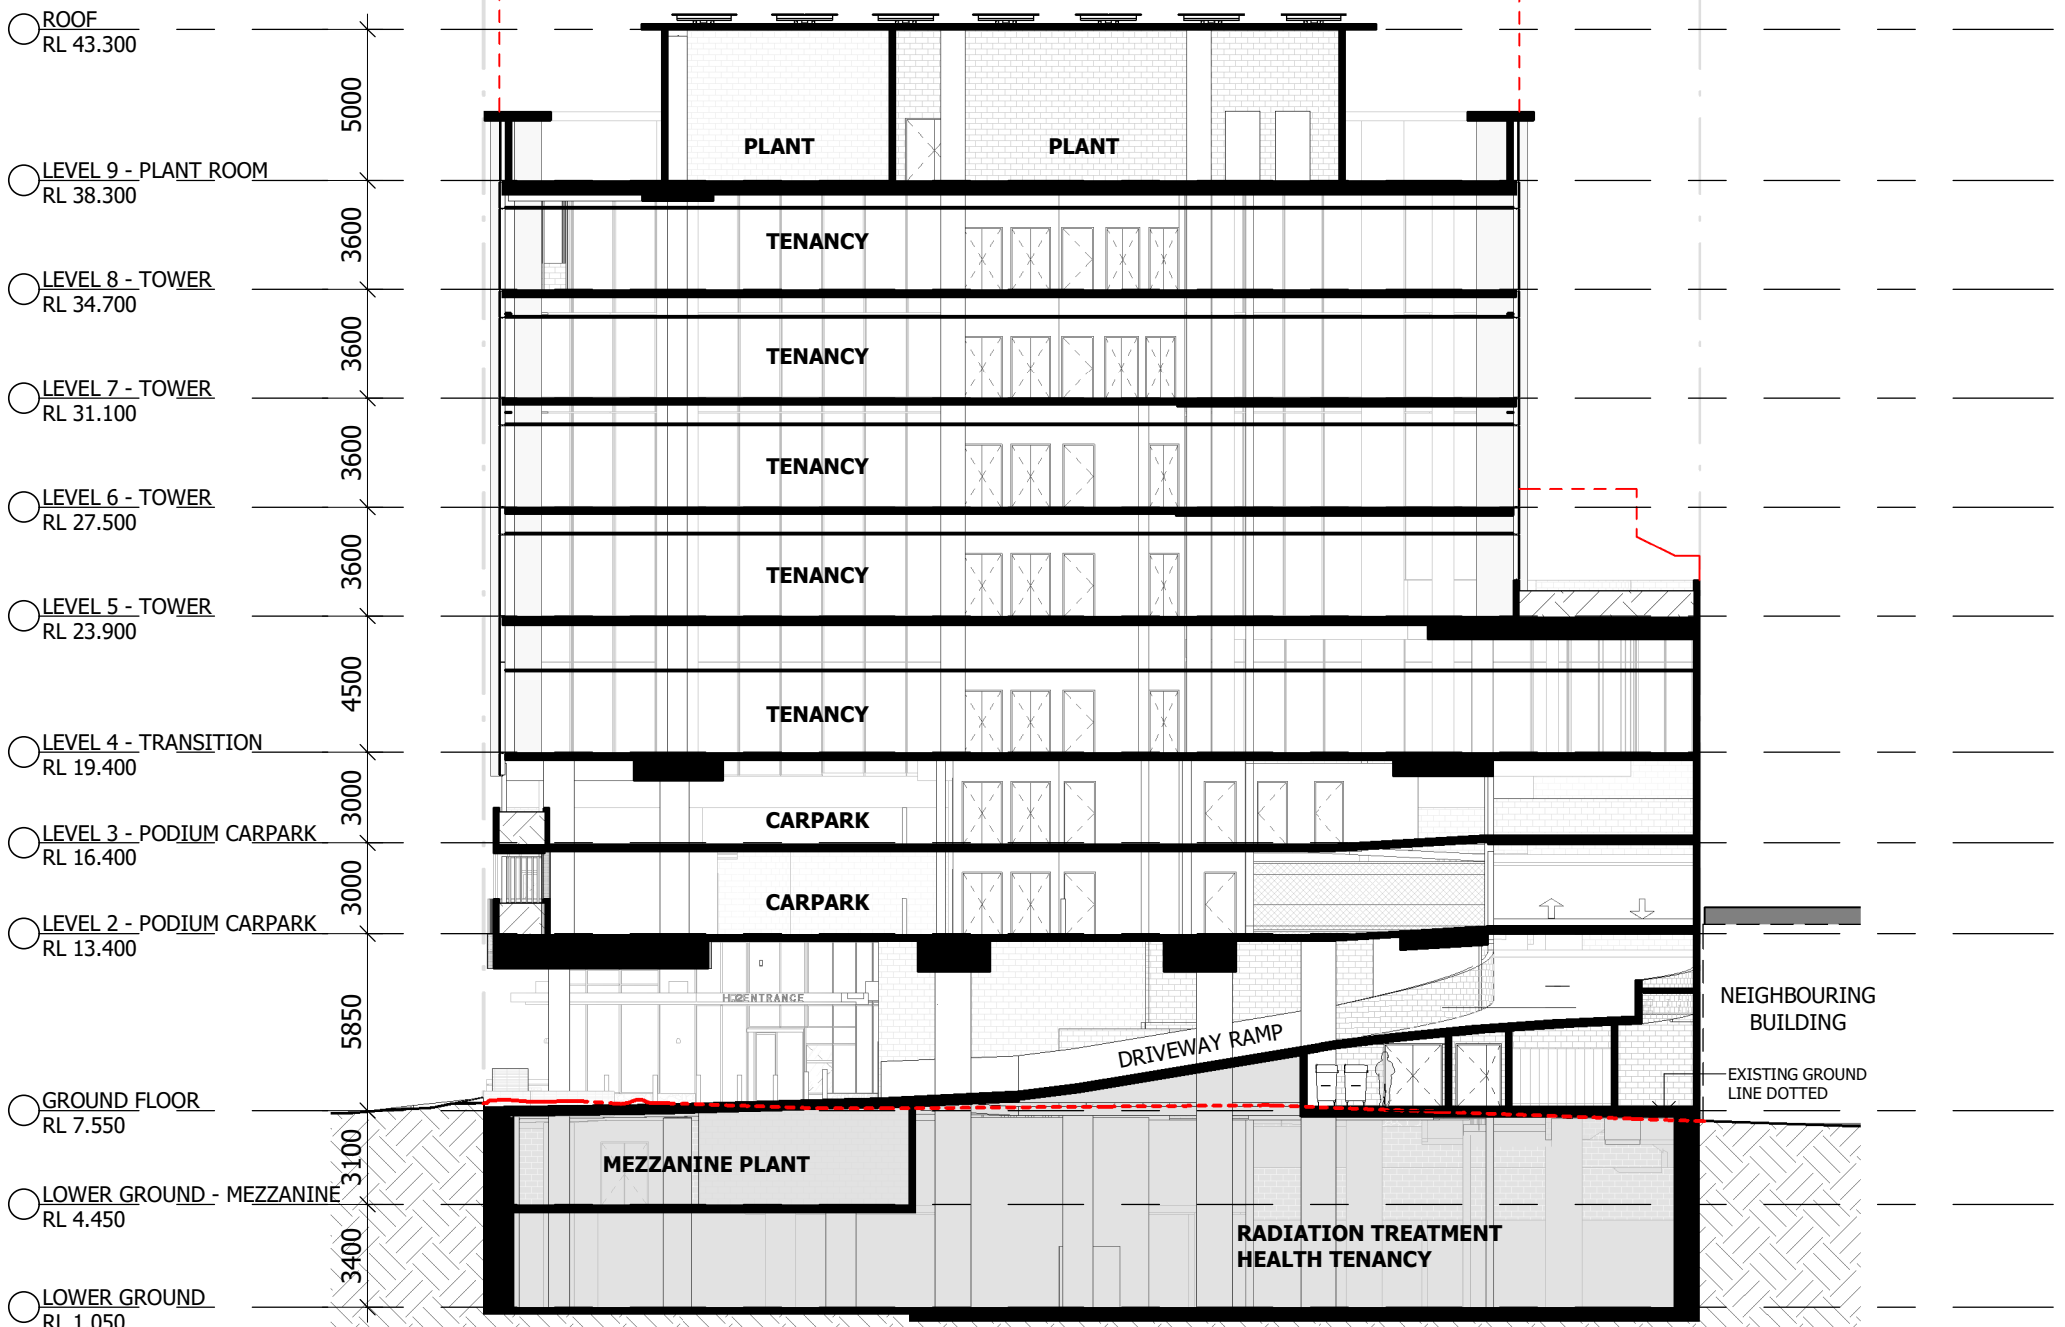 ROOF
RL 43.300
5000
PLANT
PLANT
LEVEL 9 - PLANT ROOM
RL 38.300
3600
TENANCY
LEVEL 8 - TOWER
RL 34.700
3600
TENANCY
LEVEL 7 - TOWER
RL 31.100
3600
TENANCY
LEVEL 6 - TOWER
RL 27.500
3600
TENANCY
LEVEL 5 - TOWER
RL 23.900
4500
TENANCY
LEVEL 4 - TRANSITION
RL 19.400
3000
CARPARK
LEVEL 3 - PODIUM CARPARK
RL 16.400
3000
CARPARK
LEVEL 2 - PODIUM CARPARK
RL 13.400
5850
ENTRANCE
DRIVEWAY RAMP
NEIGHBOURING
BUILDING
EXISTING GROUND
LINE DOTTED
GROUND FLOOR
RL 7.550
3100
MEZZANINE PLANT
LOWER GROUND - MEZZANINE
RL 4.450
3400
RADIATION TREATMENT
HEALTH TENANCY
LOWER GROUND
RL 1.050